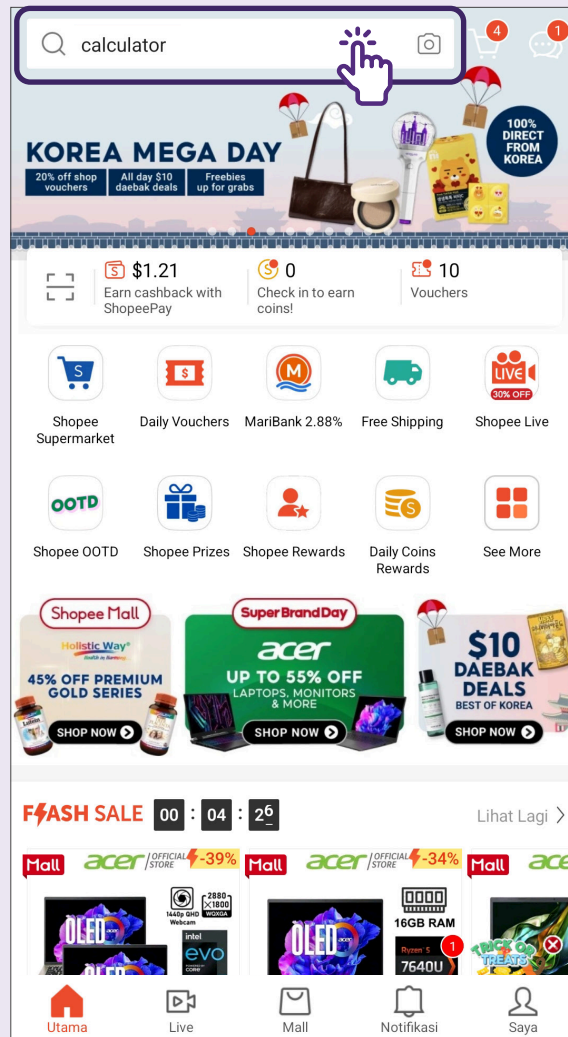 calculator
4
1
KOREA MEGA DAY
20% off shop vouchers
All day $10 daebak deals
Freebies up for grabs
100% DIRECT FROM KOREA
$1.21
Earn cashback with ShopeePay
0
Check in to earn coins!
10
Vouchers
S
$
M
LIVE
30% OFF
Shopee Supermarket
Daily Vouchers
MariBank 2.88%
Free Shipping
Shopee Live
OOTD
S
Shopee OOTD
Shopee Prizes
Shopee Rewards
Daily Coins Rewards
See More
Shopee Mall
Holistic Way®
45% OFF PREMIUM
GOLD SERIES
SHOP NOW
Super Brand Day
acer
UP TO 55% OFF
LAPTOPS, MONITORS
& MORE
SHOP NOW
$10
DAEBAK
DEALS
BEST OF KOREA
SHOP NOW
FLASH SALE 00 : 04 : 26
Lihat Lagi
Mall acer OFFICIAL STORE -39%
1440p QHD Webcam
2880 ×1800 WQXGA
OLED
intel
evo
CORE
Mall acer OFFICIAL STORE -34%
16GB RAM
OLED
Ryzen 5
7640U
1
Mall ace
TRICK OR
TREATS
Utama
Live
Mall
Notifikasi
Saya